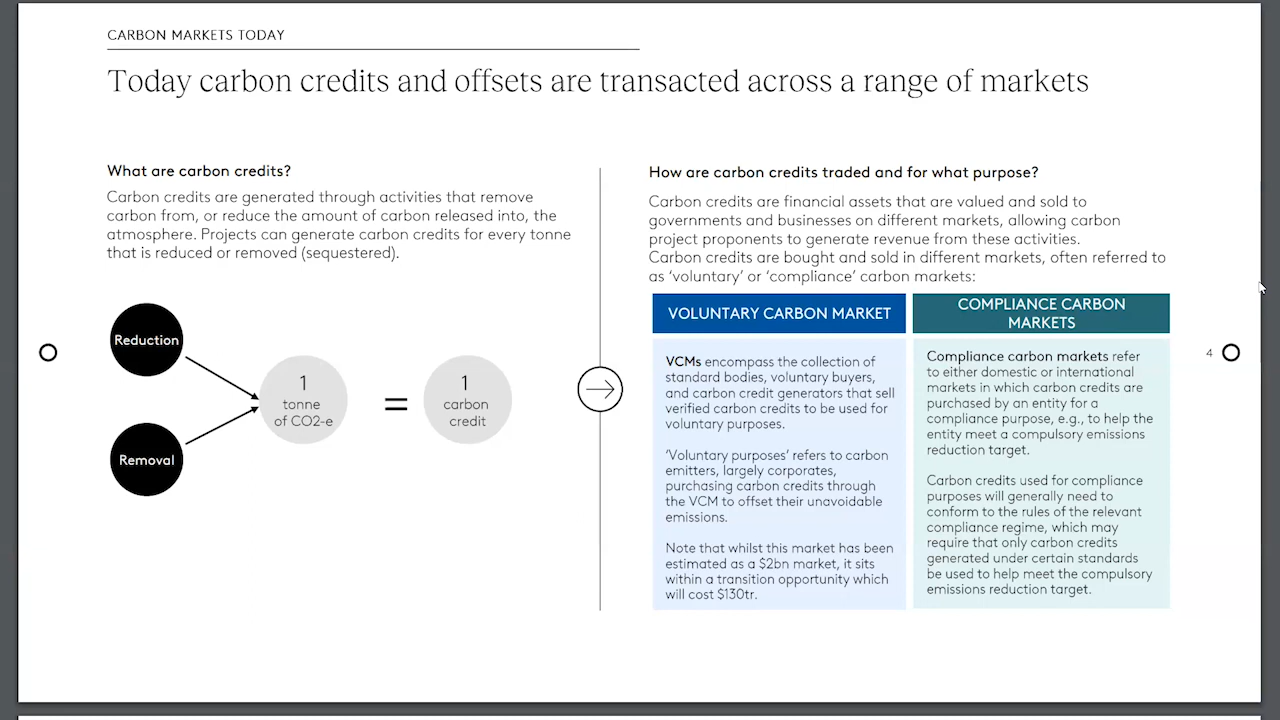 CARBON MARKETS TODAY
Today carbon credits and offsets are transacted across a range of markets
What are carbon credits?
Carbon credits are generated through activities that remove
carbon from, or reduce the amount of carbon released into, the
atmosphere. Projects can generate carbon credits for every tonne
that is reduced or removed (sequestered).
Reduction
Removal
1
tonne
of CO2-e
=
1
carbon
credit
How are carbon credits traded and for what purpose?
Carbon credits are financial assets that are valued and sold to
governments and businesses on different markets, allowing carbon
project proponents to generate revenue from these activities.
Carbon credits are bought and sold in different markets, often referred to
as ‘voluntary’ or ‘compliance’ carbon markets:
VOLUNTARY CARBON MARKET
VCMs encompass the collection of
standard bodies, voluntary buyers,
and carbon credit generators that sell
verified carbon credits to be used for
voluntary purposes.
‘Voluntary purposes’ refers to carbon
emitters, largely corporates,
purchasing carbon credits through
the VCM to offset their unavoidable
emissions.
Note that whilst this market has been
estimated as a $2bn market, it sits
within a transition opportunity which
will cost $130tr.
COMPLIANCE CARBON
MARKETS
Compliance carbon markets refer
to either domestic or international
markets in which carbon credits are
purchased by an entity for a
compliance purpose, e.g., to help the
entity meet a compulsory emissions
reduction target.
Carbon credits used for compliance
purposes will generally need to
conform to the rules of the relevant
compliance regime, which may
require that only carbon credits
generated under certain standards
be used to help meet the compulsory
emissions reduction target.
4